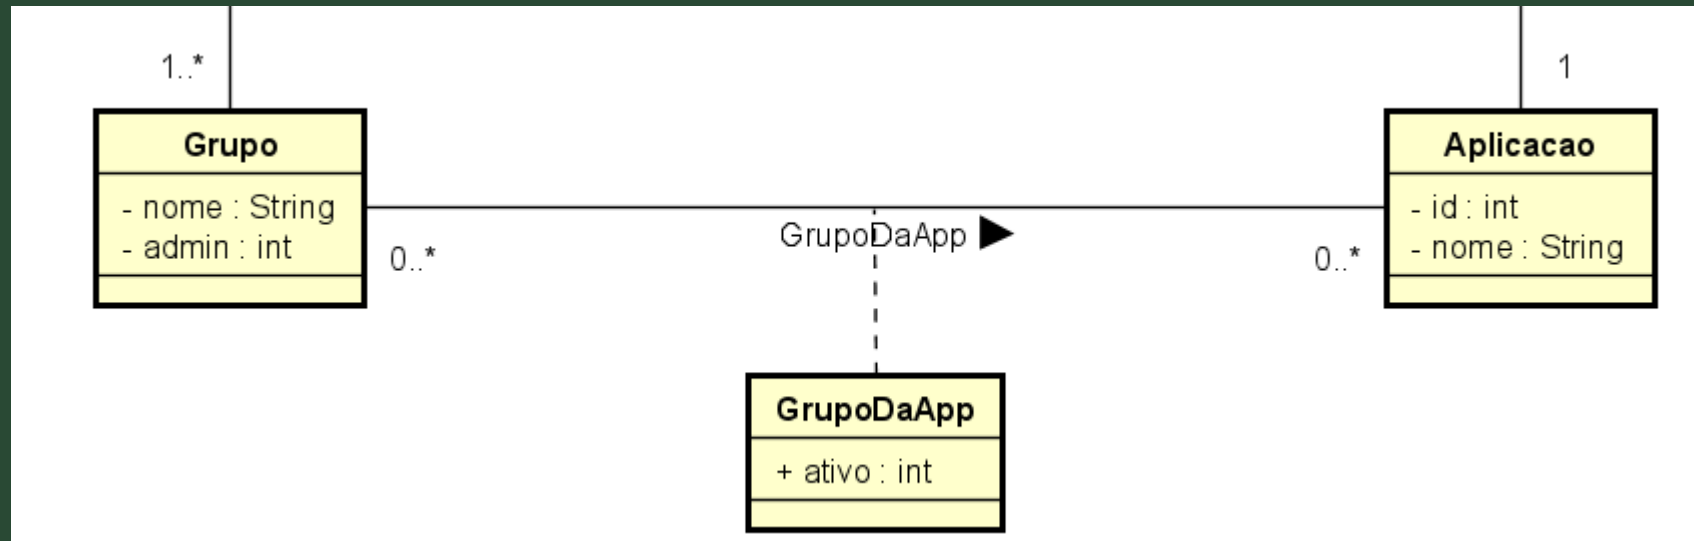 1..*
1
Grupo
- nome : String
- admin : int
0..*
GrupoDaApp
0..*
Aplicacao
- id : int
- nome : String
GrupoDaApp
+ ativo : int